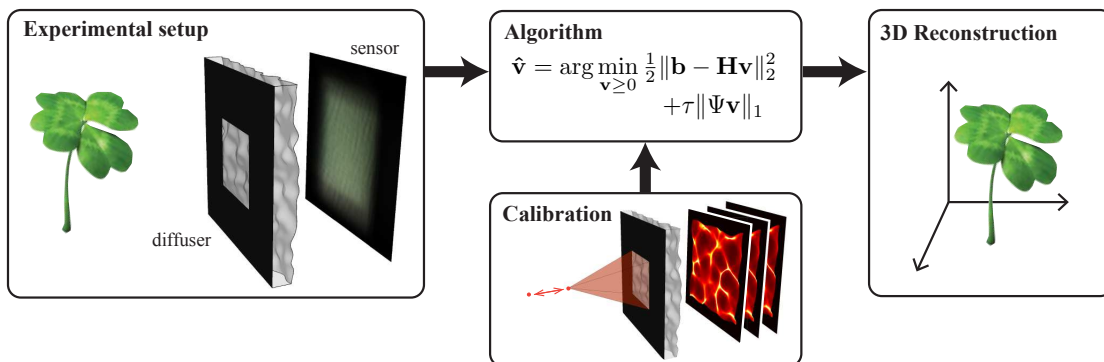 Experimental setup
sensor
diffuser
Algorithm
v̂ = arg min_{v≥0} ½‖b − Hv‖₂²
+τ‖Ψv‖₁
Calibration
3D Reconstruction